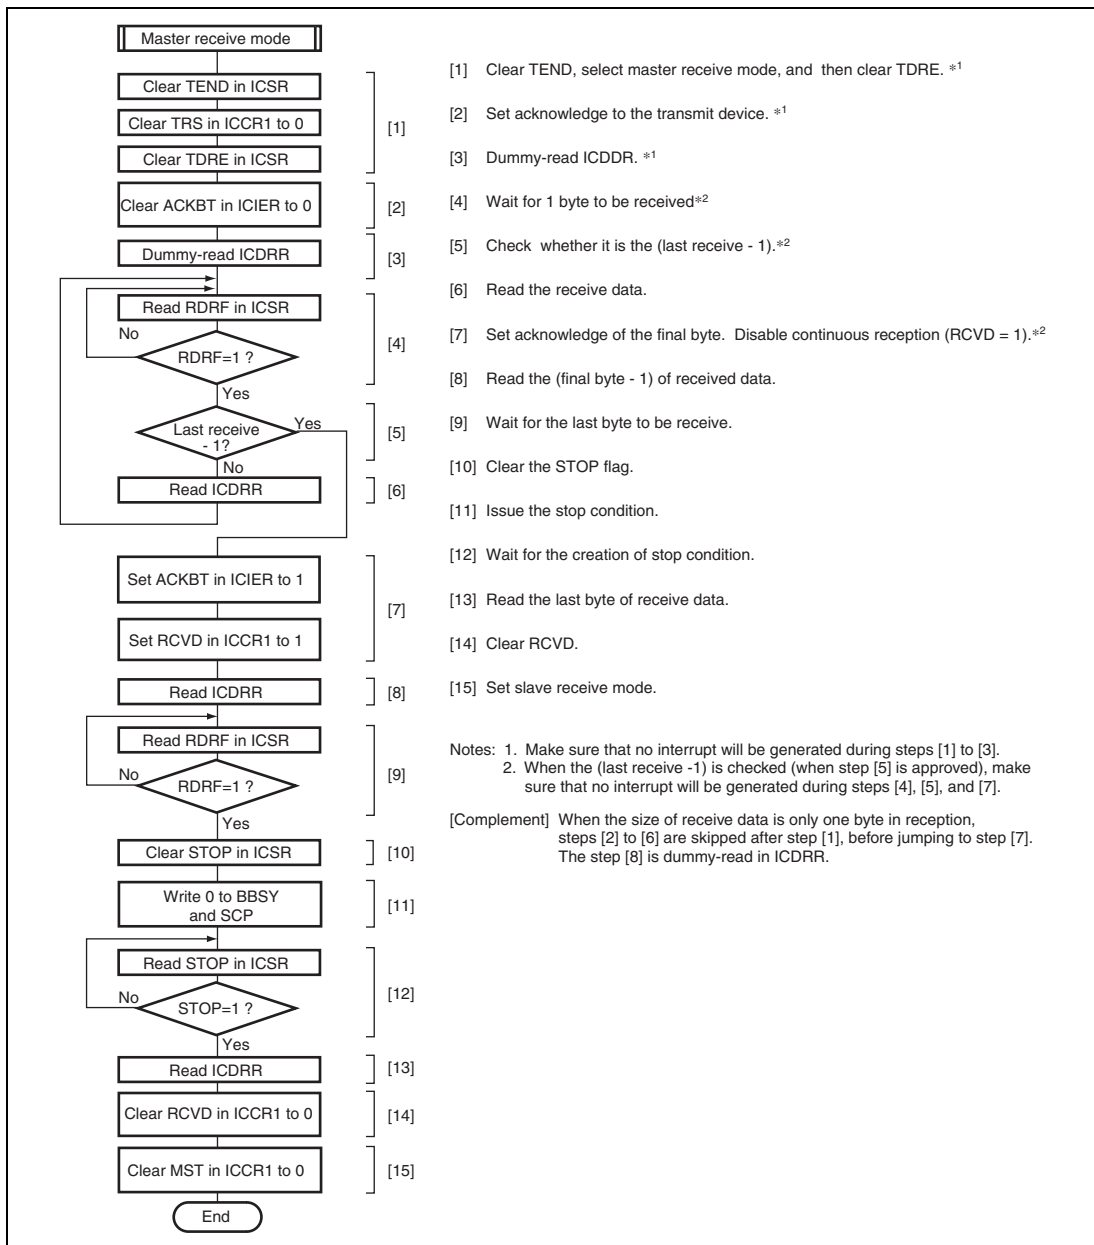 Master receive mode
Clear TEND in ICSR
Clear TRS in ICCR1 to 0
Clear TDRE in ICSR
[1]
Clear ACKBT in ICIER to 0
[2]
Dummy-read ICDRR
[3]
Read RDRF in ICSR
No
RDRF=1 ?
[4]
Yes
Last receive
- 1?
Yes
[5]
No
Read ICDRR
[6]
Set ACKBT in ICIER to 1
[7]
Set RCVD in ICCR1 to 1
Read ICDRR
[8]
Read RDRF in ICSR
No
RDRF=1 ?
[9]
Yes
Clear STOP in ICSR
[10]
Write 0 to BBSY
and SCP
[11]
Read STOP in ICSR
No
STOP=1 ?
[12]
Yes
Read ICDRR
[13]
Clear RCVD in ICCR1 to 0
[14]
Clear MST in ICCR1 to 0
[15]
End
[1] Clear TEND, select master receive mode, and then clear TDRE. *1
[2] Set acknowledge to the transmit device. *1
[3] Dummy-read ICDDR. *1
[4] Wait for 1 byte to be received*2
[5] Check whether it is the (last receive - 1).*2
[6] Read the receive data.
[7] Set acknowledge of the final byte. Disable continuous reception (RCVD = 1).*2
[8] Read the (final byte - 1) of received data.
[9] Wait for the last byte to be receive.
[10] Clear the STOP flag.
[11] Issue the stop condition.
[12] Wait for the creation of stop condition.
[13] Read the last byte of receive data.
[14] Clear RCVD.
[15] Set slave receive mode.
Notes: 1. Make sure that no interrupt will be generated during steps [1] to [3].
2. When the (last receive -1) is checked (when step [5] is approved), make
sure that no interrupt will be generated during steps [4], [5], and [7].
[Complement] When the size of receive data is only one byte in reception,
steps [2] to [6] are skipped after step [1], before jumping to step [7].
The step [8] is dummy-read in ICDRR.